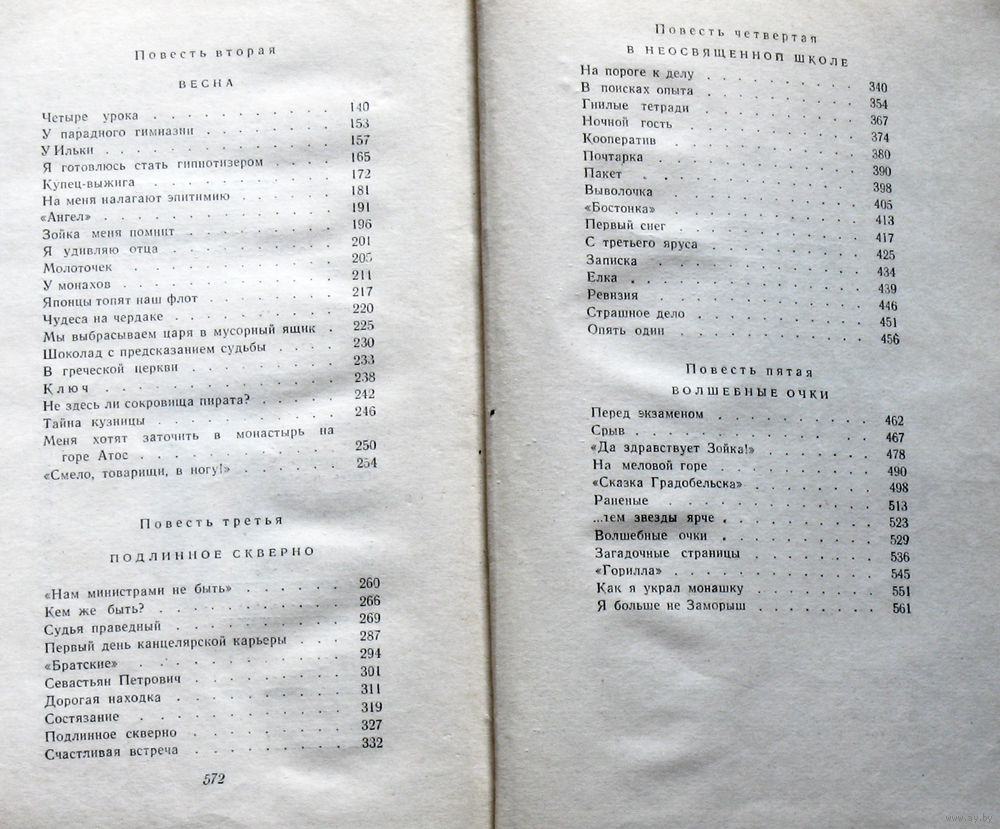 Повесть вторая
ВЕСНА
Четыре урока . . . . . . . . . . . 140
У парадного гимназии . . . . . . . . 153
У Ильки . . . . . . . . . . . . . 157
Я готовлюсь стать гипнотизером . . . . . 165
Купец-выжига . . . . . . . . . . . 172
На меня налагают эпитимию . . . . . . 181
«Ангел» . . . . . . . . . . . . . 191
Зойка меня помнит . . . . . . . . . 196
Я удивляю отца . . . . . . . . . . 201
Молоточек . . . . . . . . . . . . 205
У монахов . . . . . . . . . . . . 211
Японцы топят наш флот . . . . . . . . 217
Чудеса на чердаке . . . . . . . . . 220
Мы выбрасываем царя в мусорный ящик . 225
Шоколад с предсказанием судьбы . . . . 230
В греческой церкви . . . . . . . . . 233
Ключ . . . . . . . . . . . . . . 238
Не здесь ли сокровища пирата? . . . . . 242
Тайна кузницы . . . . . . . . . . . 246
Меня хотят заточить в монастырь на
горе Атос . . . . . . . . . . . . 250
«Смело, товарищи, в ногу!» . . . . . . 254
Повесть третья
ПОДЛИННОЕ СКВЕРНО
«Нам министрами не быть» . . . . . . 260
Кем же быть? . . . . . . . . . . . 266
Судья праведный . . . . . . . . . . 269
Первый день канцелярской карьеры . . . . 287
«Братские» . . . . . . . . . . . . 294
Севастьян Петрович . . . . . . . . . 301
Дорогая находка . . . . . . . . . . 311
Состязание . . . . . . . . . . . . 319
Подлинное скверно . . . . . . . . . 327
Счастливая встреча . . . . . . . . . 332
572
Повесть четвертая
В НЕОСВЯЩЕННОЙ ШКОЛЕ
На пороге к делу . . . . . . . . . . 340
В поисках опыта . . . . . . . . . . 354
Гнилые тетради . . . . . . . . . . 367
Ночной гость . . . . . . . . . . . 374
Кооператив . . . . . . . . . . . . 380
Почтарка . . . . . . . . . . . . . 390
Пакет . . . . . . . . . . . . . . 398
Выволочка . . . . . . . . . . . . 405
«Бостонка» . . . . . . . . . . . . 413
Первый снег . . . . . . . . . . . 417
С третьего яруса . . . . . . . . . . 425
Записка . . . . . . . . . . . . . 434
Елка . . . . . . . . . . . . . . 439
Ревизия . . . . . . . . . . . . . 446
Страшное дело . . . . . . . . . . . 451
Опять один . . . . . . . . . . . . 456
Повесть пятая
ВОЛШЕБНЫЕ ОЧКИ
Перед экзаменом . . . . . . . . . . 462
Срыв . . . . . . . . . . . . . . 467
«Да здравствует Зойка!» . . . . . . . 478
На меловой горе . . . . . . . . . . 490
«Сказка Градобельска» . . . . . . . . 498
Раненые . . . . . . . . . . . . . 513
...тем звезды ярче . . . . . . . . . 523
Волшебные очки . . . . . . . . . . 529
Загадочные страницы . . . . . . . . 536
«Горилла» . . . . . . . . . . . . 545
Как я украл монашку . . . . . . . . 551
Я больше не Заморыш . . . . . . . . 561
www.ay.by